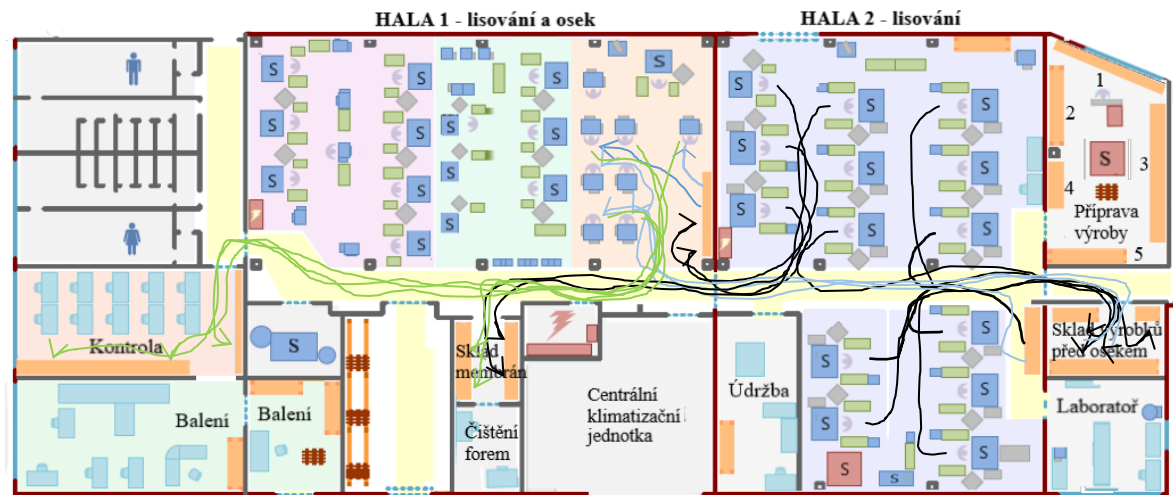 HALA 1 - lisování a osek
HALA 2 - lisování
S S S S S S S
S S S S S S S
S S S S S S S
S S S S S
S
1
2
3
4
S
Příprava
výroby
5
Kontrola
S
Sklad
memorán
Sklad výrobků
před osekem
Balení
Balení
Čištění
forem
Centrální
klimatizační
jednotka
Údržba
S S
S S
S S
S S
Laboratoř